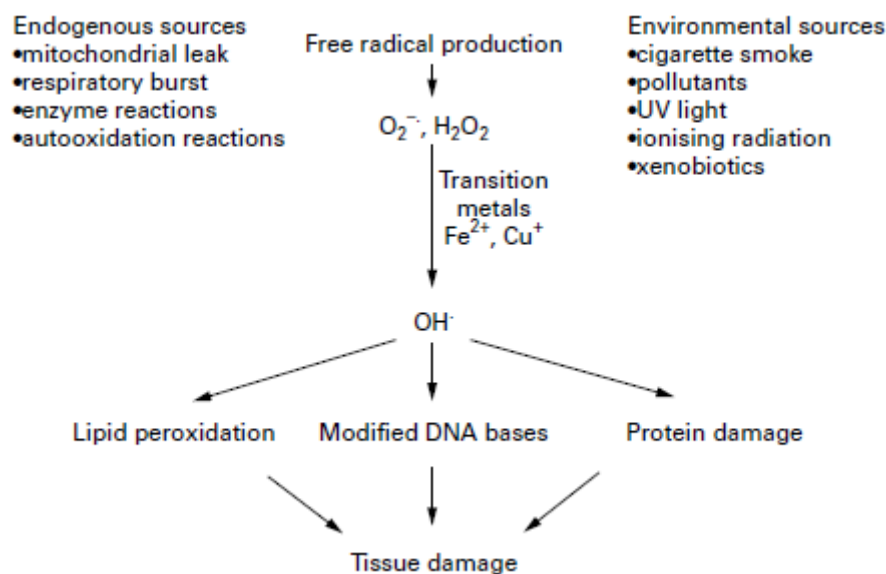 Endogenous sources
•mitochondrial leak
•respiratory burst
•enzyme reactions
•autooxidation reactions
Free radical production
Environmental sources
•cigarette smoke
•pollutants
•UV light
•ionising radiation
•xenobiotics
O₂⁻·, H₂O₂
Transition
metals
Fe²⁺, Cu⁺
OH·
Lipid peroxidation
Modified DNA bases
Protein damage
Tissue damage